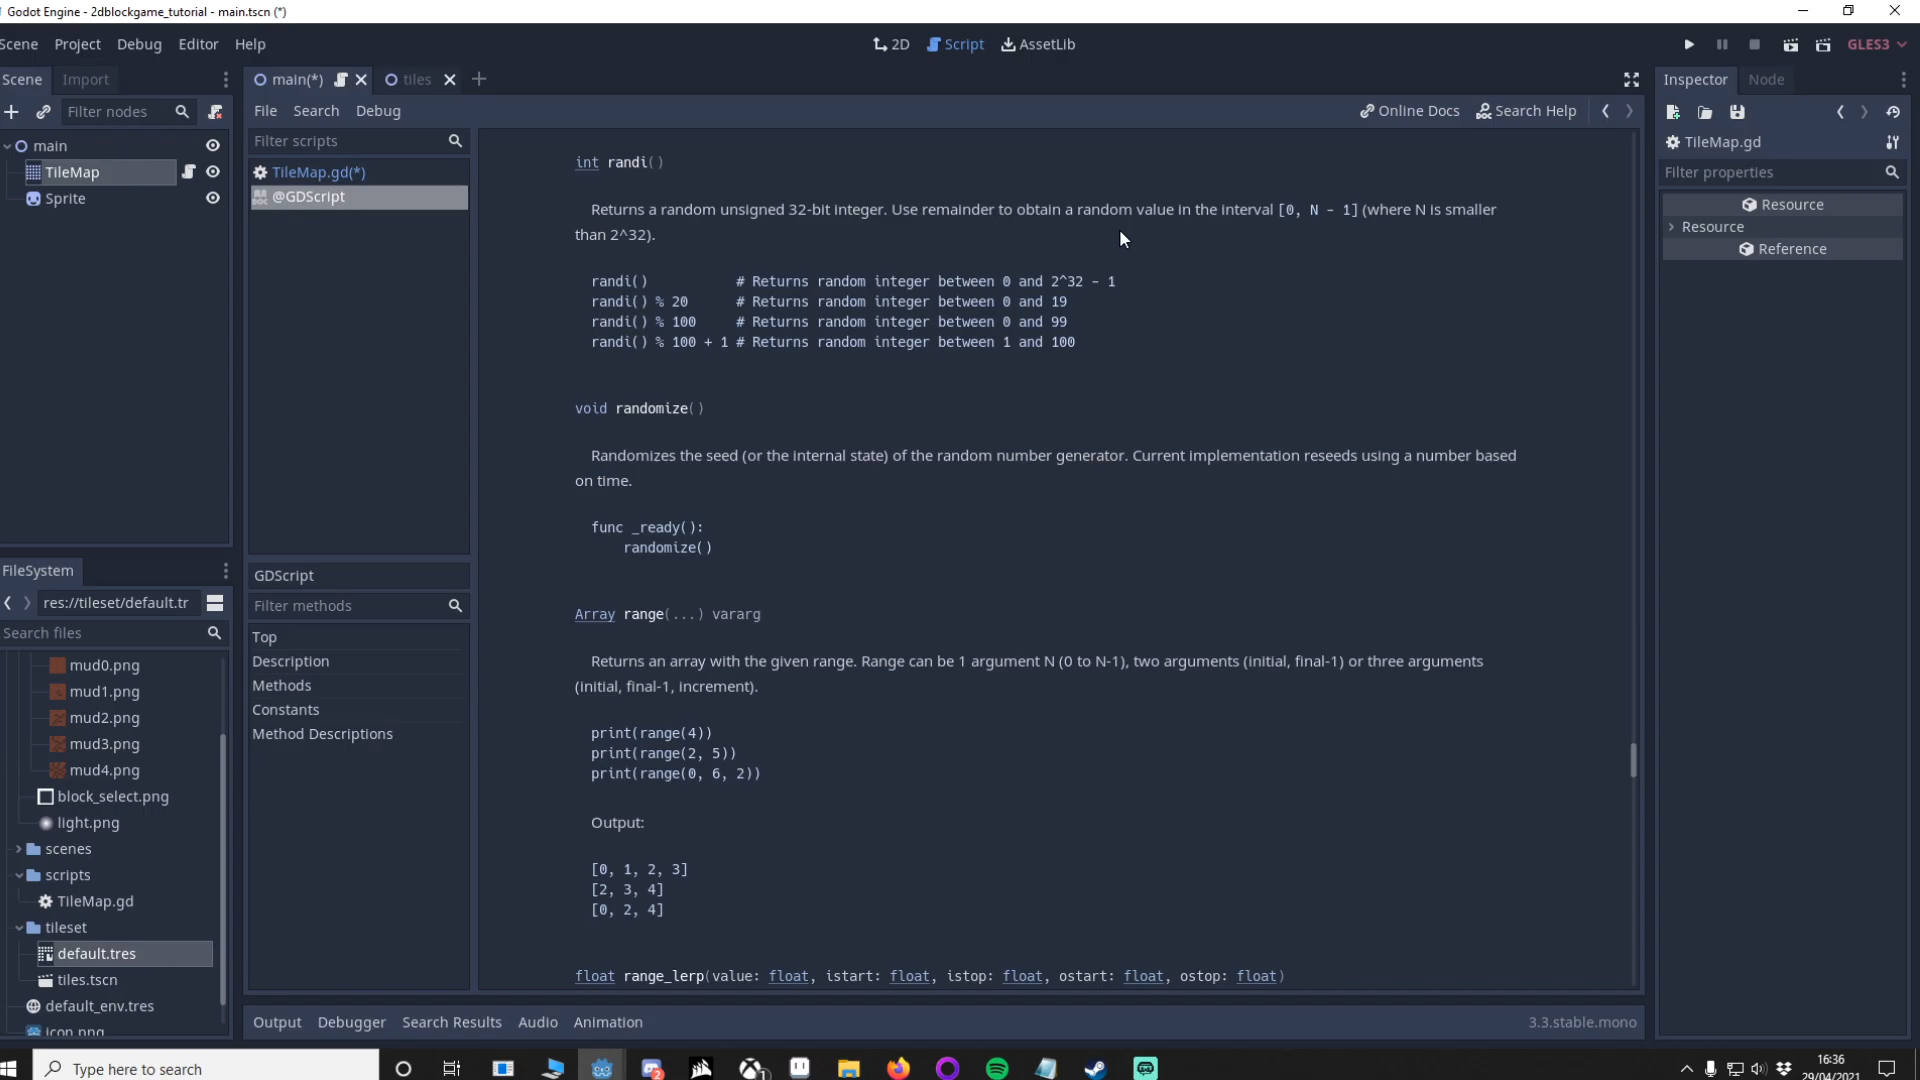 Godot Engine - 2dblockgame_tutorial - main.tscn (*)
Scene Project Debug Editor Help
2D Script AssetLib
GLES3
Scene Import
main(*) tiles
Inspector Node
Filter nodes
File Search Debug
Online Docs Search Help
main
TileMap
Sprite
Filter scripts
TileMap.gd(*)
@GDScript
TileMap.gd
Filter properties
Resource
Resource
Reference
int randi()
Returns a random unsigned 32-bit integer. Use remainder to obtain a random value in the interval [0, N - 1] (where N is smaller
than 2^32).
randi() # Returns random integer between 0 and 2^32 - 1
randi() % 20 # Returns random integer between 0 and 19
randi() % 100 # Returns random integer between 0 and 99
randi() % 100 + 1 # Returns random integer between 1 and 100
void randomize()
Randomizes the seed (or the internal state) of the random number generator. Current implementation reseeds using a number based
on time.
func _ready():
randomize()
Array range(...) vararg
Returns an array with the given range. Range can be 1 argument N (0 to N-1), two arguments (initial, final-1) or three arguments
(initial, final-1, increment).
print(range(4))
print(range(2, 5))
print(range(0, 6, 2))
Output:
[0, 1, 2, 3]
[2, 3, 4]
[0, 2, 4]
float range_lerp(value: float, istart: float, istop: float, ostart: float, ostop: float)
GDScript
Filter methods
Top
Description
Methods
Constants
Method Descriptions
FileSystem
res://tileset/default.tr
Search files
mud0.png
mud1.png
mud2.png
mud3.png
mud4.png
block_select.png
light.png
scenes
scripts
TileMap.gd
tileset
default.tres
tiles.tscn
default_env.tres
icon.png
Output Debugger Search Results Audio Animation
3.3.stable.mono
Type here to search
16:36
29/04/2021